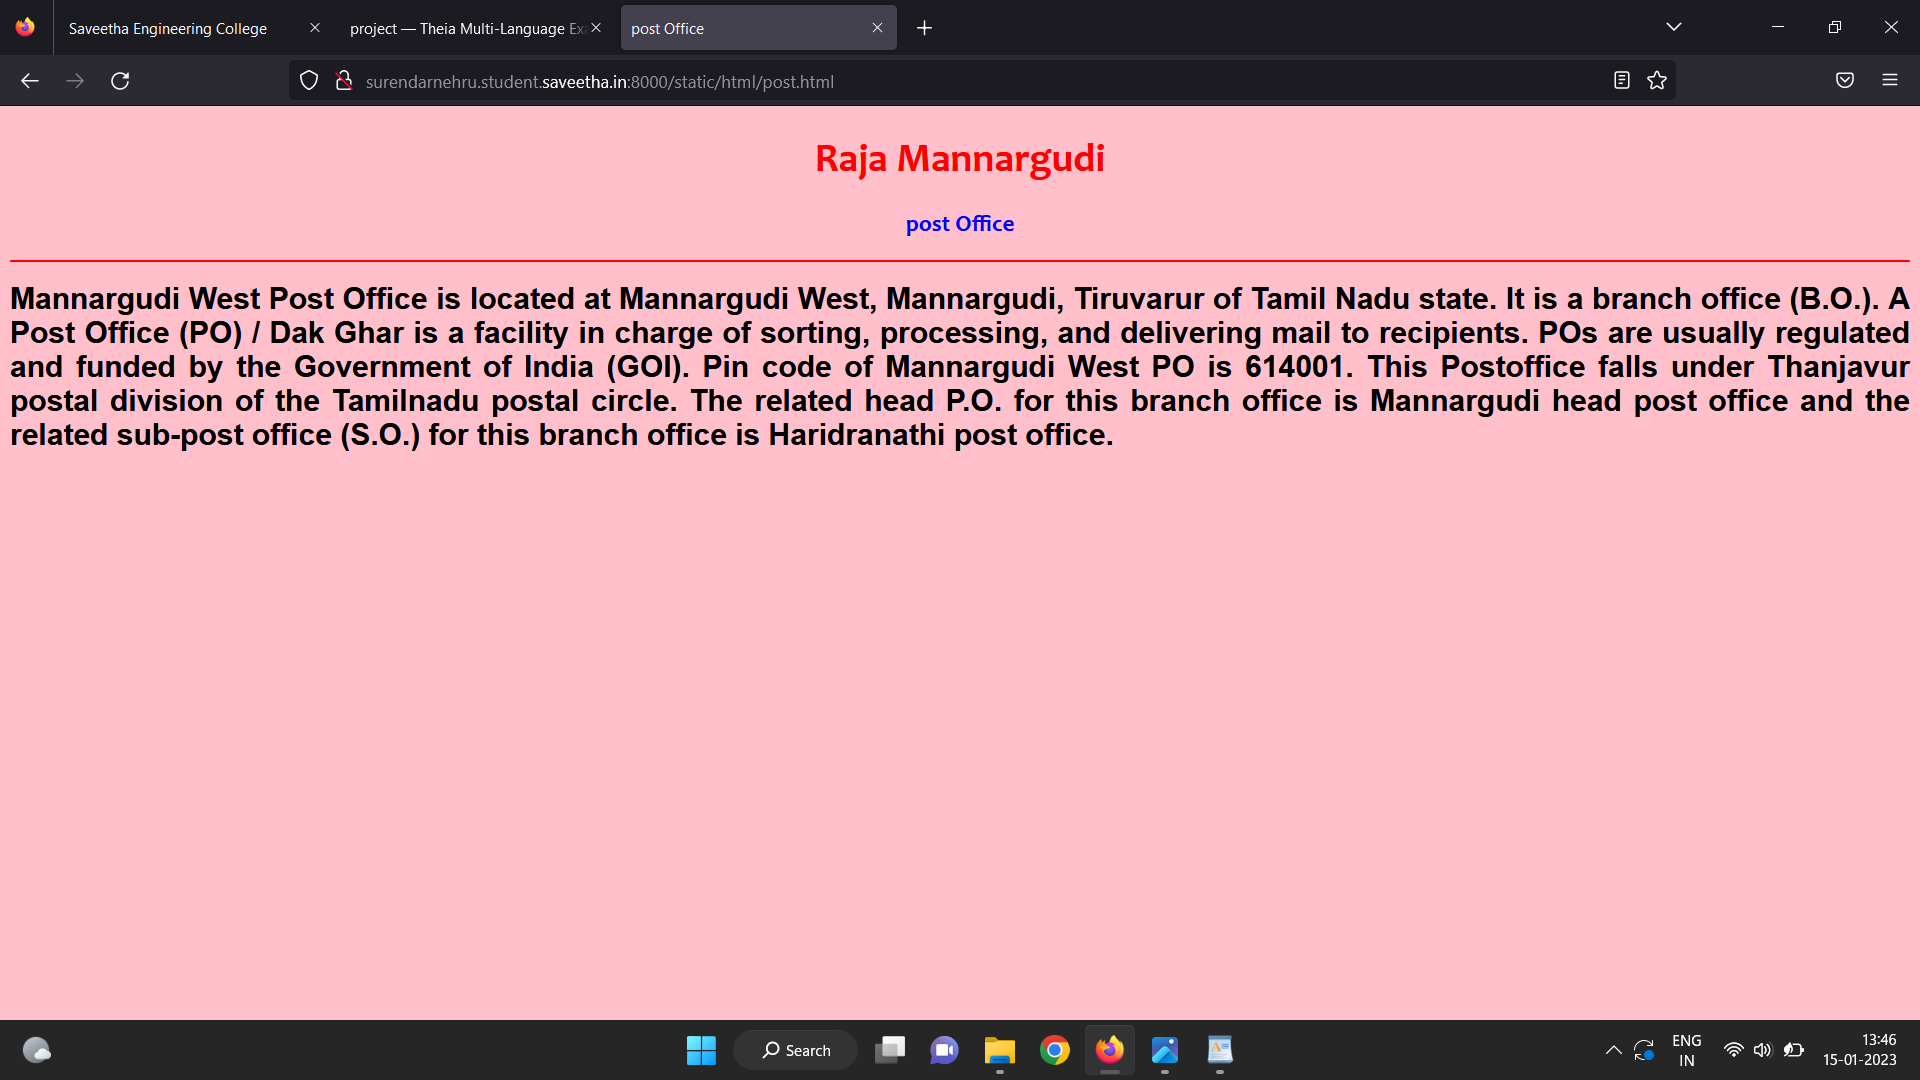 Saveetha Engineering College
project — Theia Multi-Language Exa
post Office
surendarnehru.student.saveetha.in:8000/static/html/post.html
Raja Mannargudi
post Office
Mannargudi West Post Office is located at Mannargudi West, Mannargudi, Tiruvarur of Tamil Nadu state. It is a branch office (B.O.). A
Post Office (PO) / Dak Ghar is a facility in charge of sorting, processing, and delivering mail to recipients. POs are usually regulated
and funded by the Government of India (GOI). Pin code of Mannargudi West PO is 614001. This Postoffice falls under Thanjavur
postal division of the Tamilnadu postal circle. The related head P.O. for this branch office is Mannargudi head post office and the
related sub-post office (S.O.) for this branch office is Haridranathi post office.
Search
ENG
IN
13:46
15-01-2023